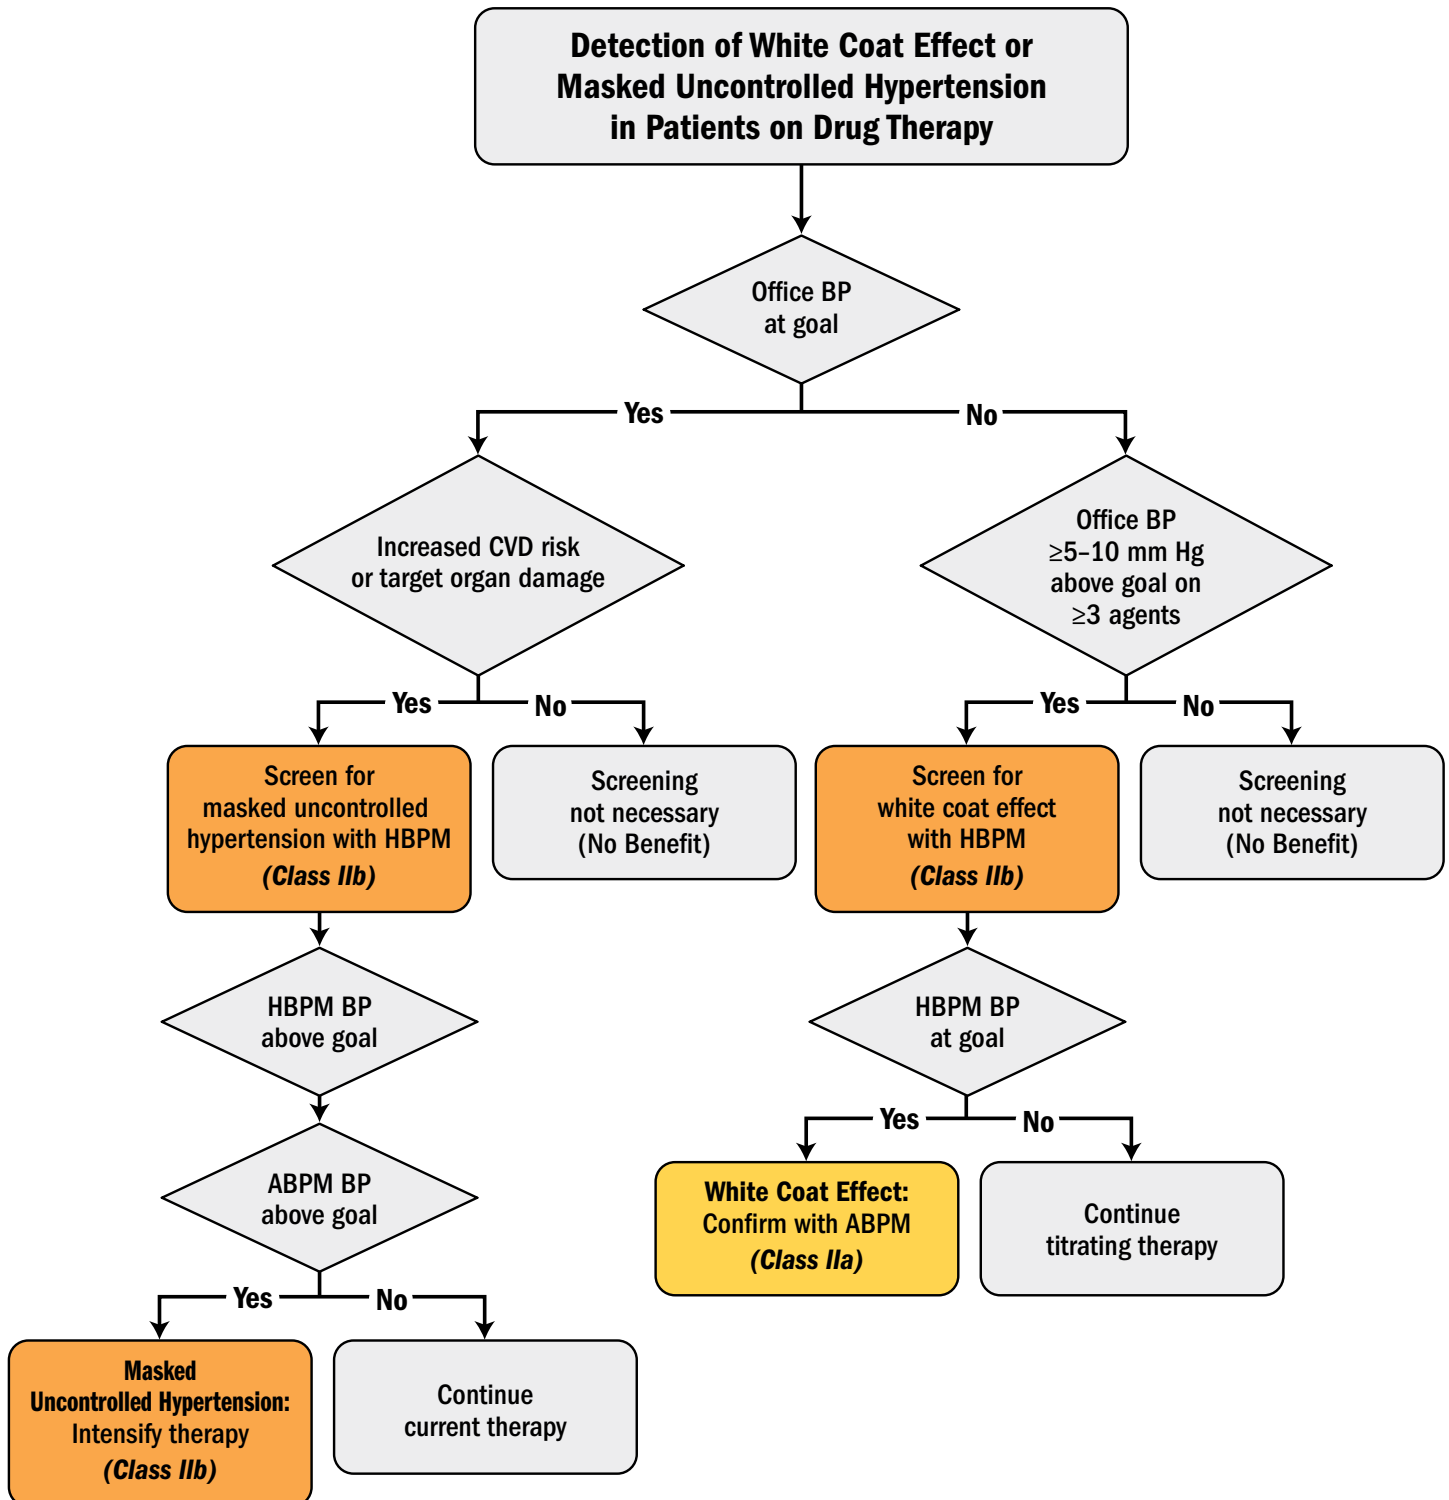 Detection of White Coat Effect or
Masked Uncontrolled Hypertension
in Patients on Drug Therapy
Office BP
at goal
Yes
No
Increased CVD risk
or target organ damage
Office BP
≥5–10 mm Hg
above goal on
≥3 agents
Yes
No
Yes
No
Screen for
masked uncontrolled
hypertension with HBPM
(Class IIb)
Screening
not necessary
(No Benefit)
Screen for
white coat effect
with HBPM
(Class IIb)
Screening
not necessary
(No Benefit)
HBPM BP
above goal
HBPM BP
at goal
Yes
No
ABPM BP
above goal
White Coat Effect:
Confirm with ABPM
(Class IIa)
Continue
titrating therapy
Yes
No
Masked
Uncontrolled Hypertension:
Intensify therapy
(Class IIb)
Continue
current therapy